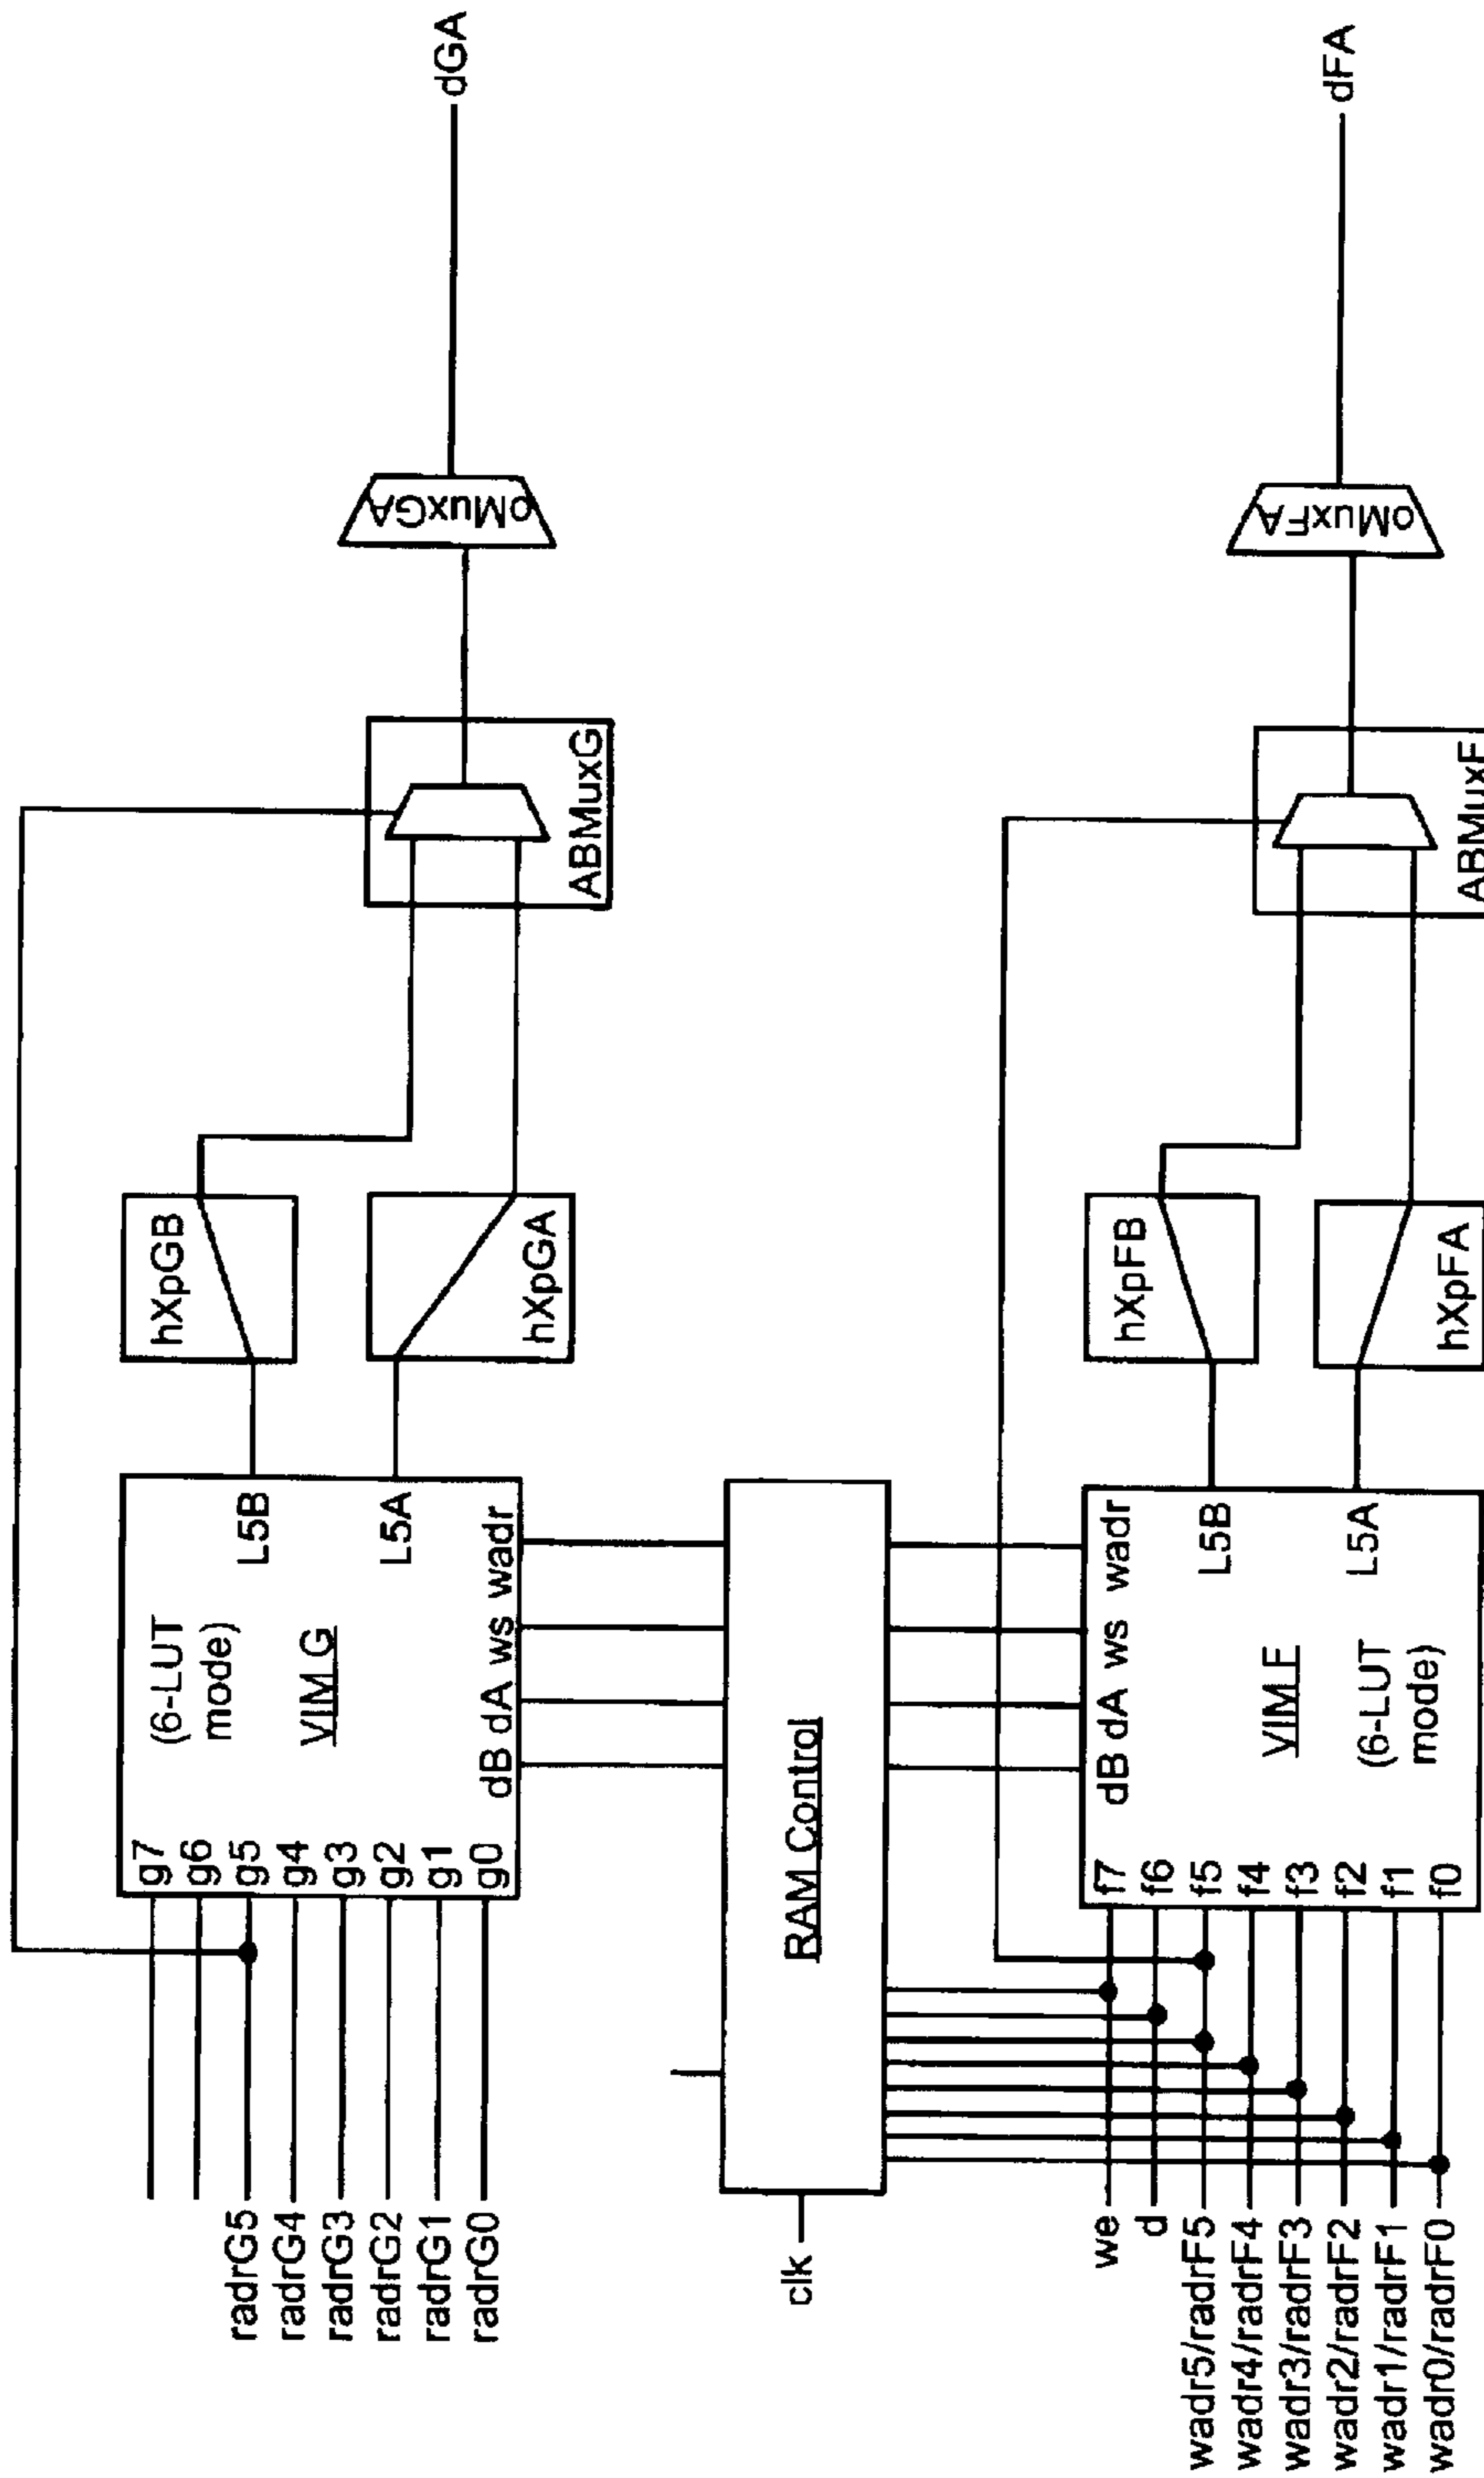 dGA
oMuxGA
ABMuxG
hXpGB
hXpGA
(6-LUT
mode)
VIM G
L5B
L5A
dB dA ws wadr
g7
g6
g5
g4
g3
g2
g1
g0
radrG5
radrG4
radrG3
radrG2
radrG1
radrG0
RAM Control
clk
dFA
oMuxFA
ABMuxF
hXpFB
hXpFA
dB dA ws wadr
L5B
L5A
VIM F
(6-LUT
mode)
f7
f6
f5
f4
f3
f2
f1
f0
we
d
wadr5/radrF5
wadr4/radrF4
wadr3/radrF3
wadr2/radrF2
wadr1/radrF1
wadr0/radrF0